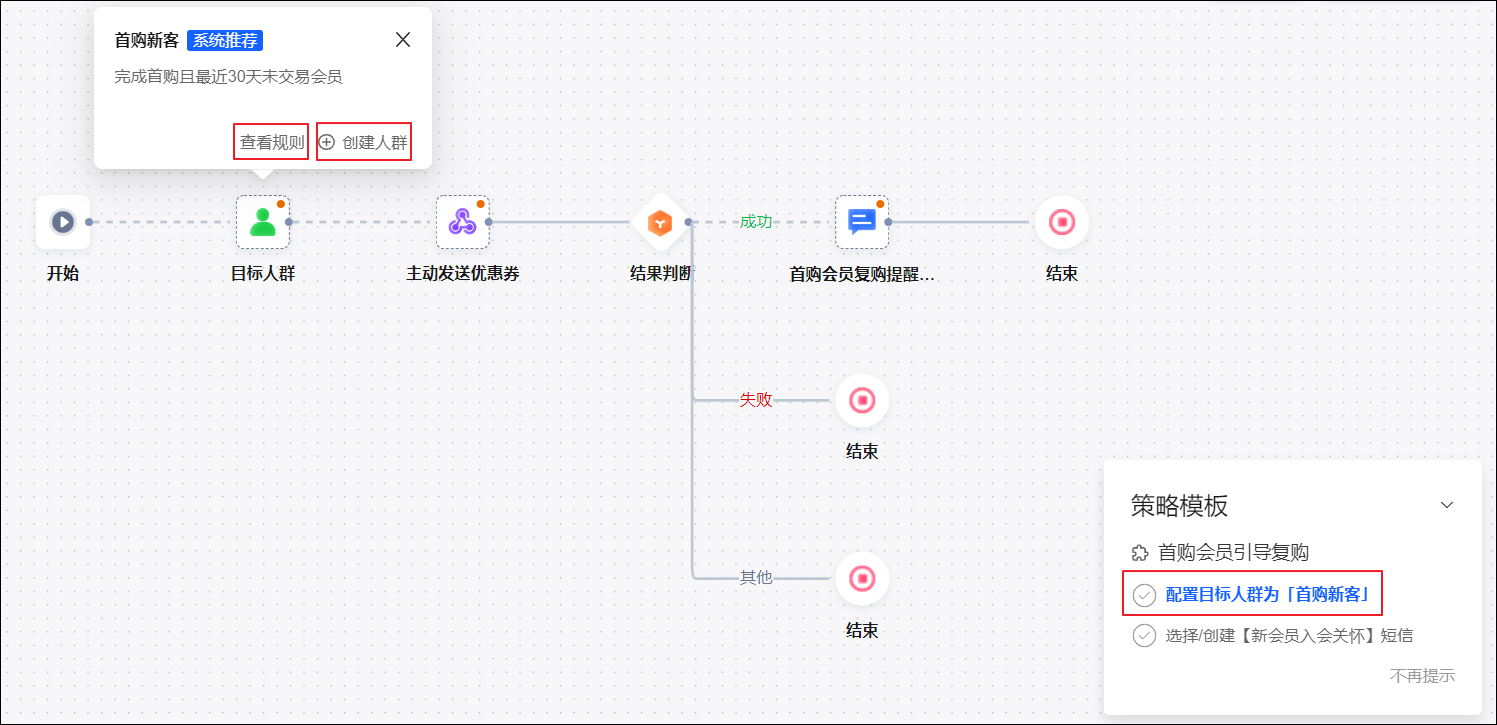 首购新客 系统推荐
完成首购且最近30天未交易会员
查看规则 创建人群
成功
开始 目标人群 主动发送优惠券 结果判断 首购会员复购提醒... 结束
失败
结束
策略模板
首购会员引导复购
其他
配置目标人群为「首购新客」
结束
选择/创建【新会员入会关怀】短信
不再提示